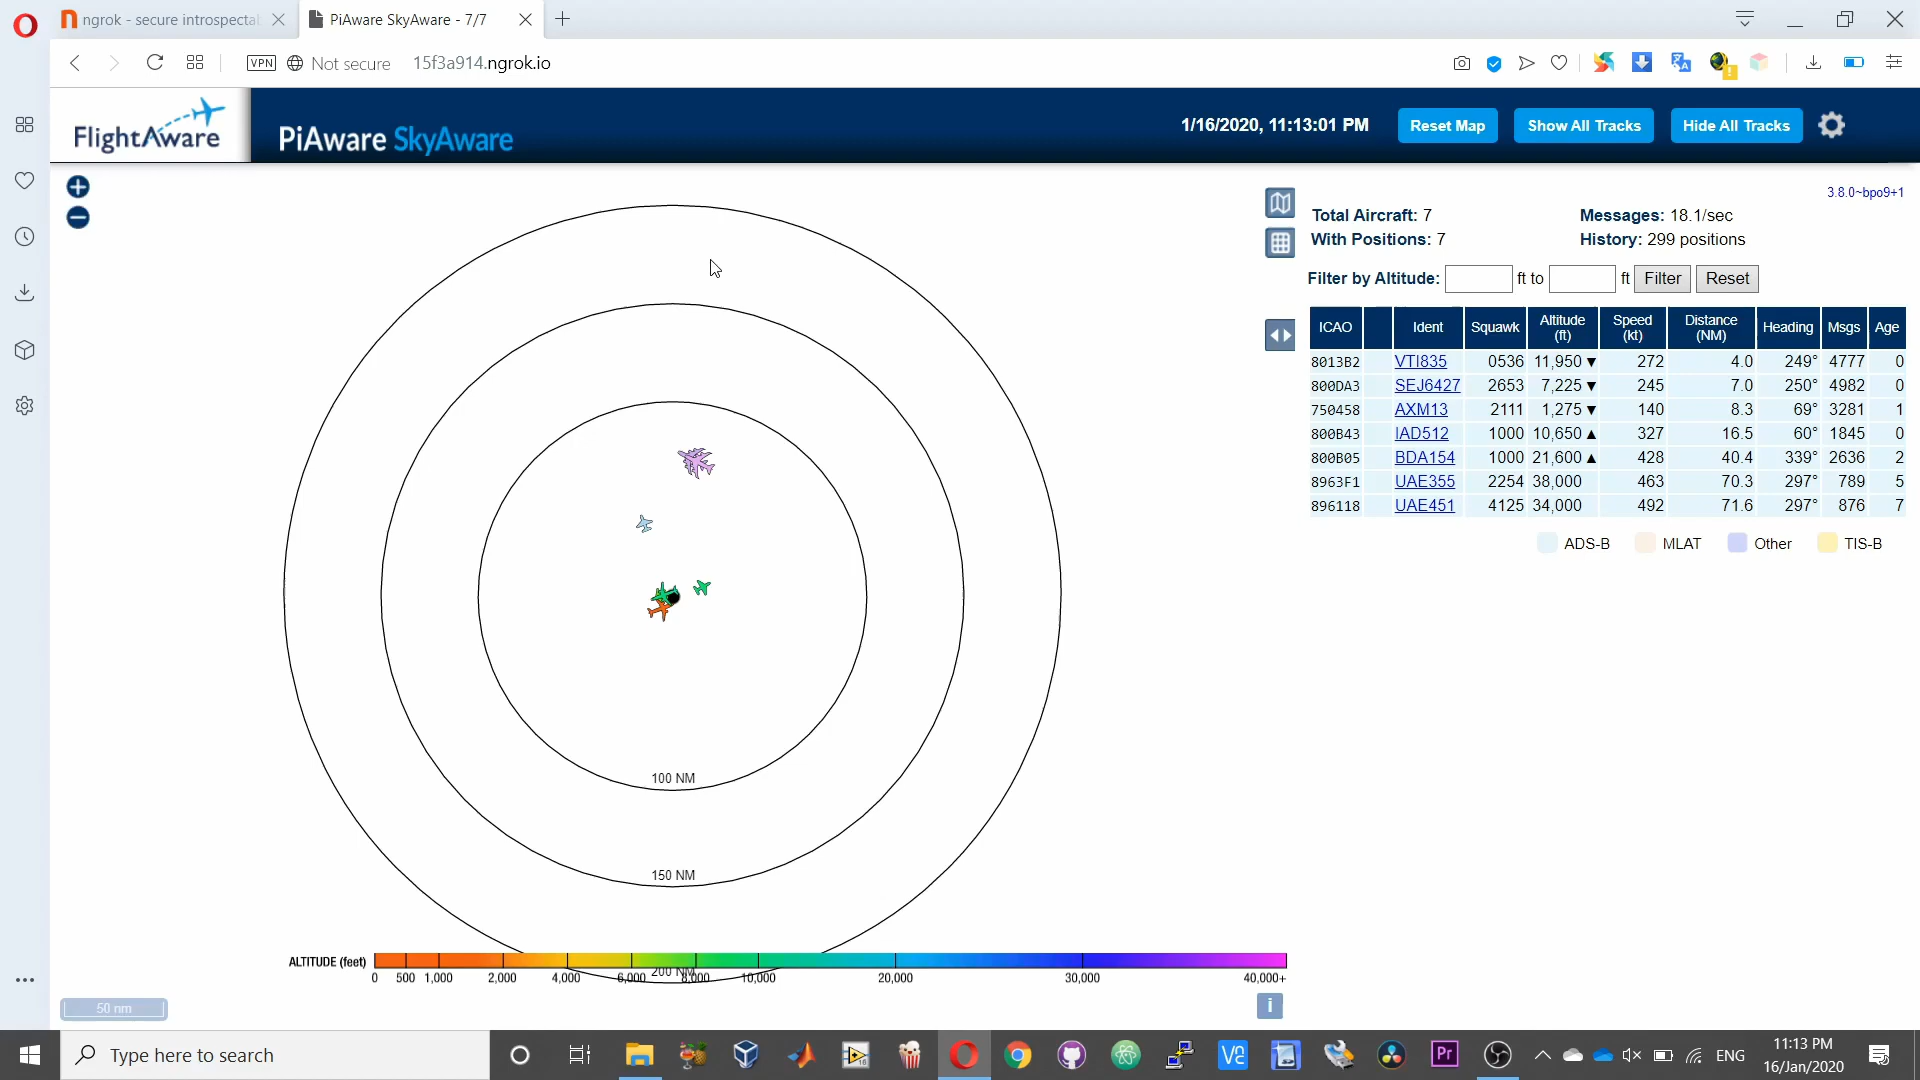 ngrok - secure introspectal
PiAware SkyAware - 7/7
VPN
Not secure
15f3a914.ngrok.io
FlightAware
PiAware SkyAware
1/16/2020, 11:13:01 PM
Reset Map
Show All Tracks
Hide All Tracks
3.8.0~bpo9+1
Total Aircraft: 7
Messages: 18.1/sec
With Positions: 7
History: 299 positions
Filter by Altitude: ft to ft Filter Reset
ICAO Ident Squawk Altitude (ft) Speed (kt) Distance (NM) Heading Msgs Age
8013B2 VTI835 0536 11,950 ▼ 272 4.0 249° 4777 0
800DA3 SEJ6427 2653 7,225 ▼ 245 7.0 250° 4982 0
750458 AXM13 2111 1,275 ▼ 140 8.3 69° 3281 1
800B43 IAD512 1000 10,650 ▲ 327 16.5 60° 1845 0
800B05 BDA154 1000 21,600 ▲ 428 40.4 339° 2636 2
8963F1 UAE355 2254 38,000 463 70.3 297° 789 5
896118 UAE451 4125 34,000 492 71.6 297° 876 7
ADS-B MLAT Other TIS-B
100 NM
150 NM
200 NM
ALTITUDE (feet)
0 500 1,000 2,000 4,000 6,000 8,000 10,000 20,000 30,000 40,000+
50 nm
i
Type here to search
Pr
ENG
11:13 PM
16/Jan/2020